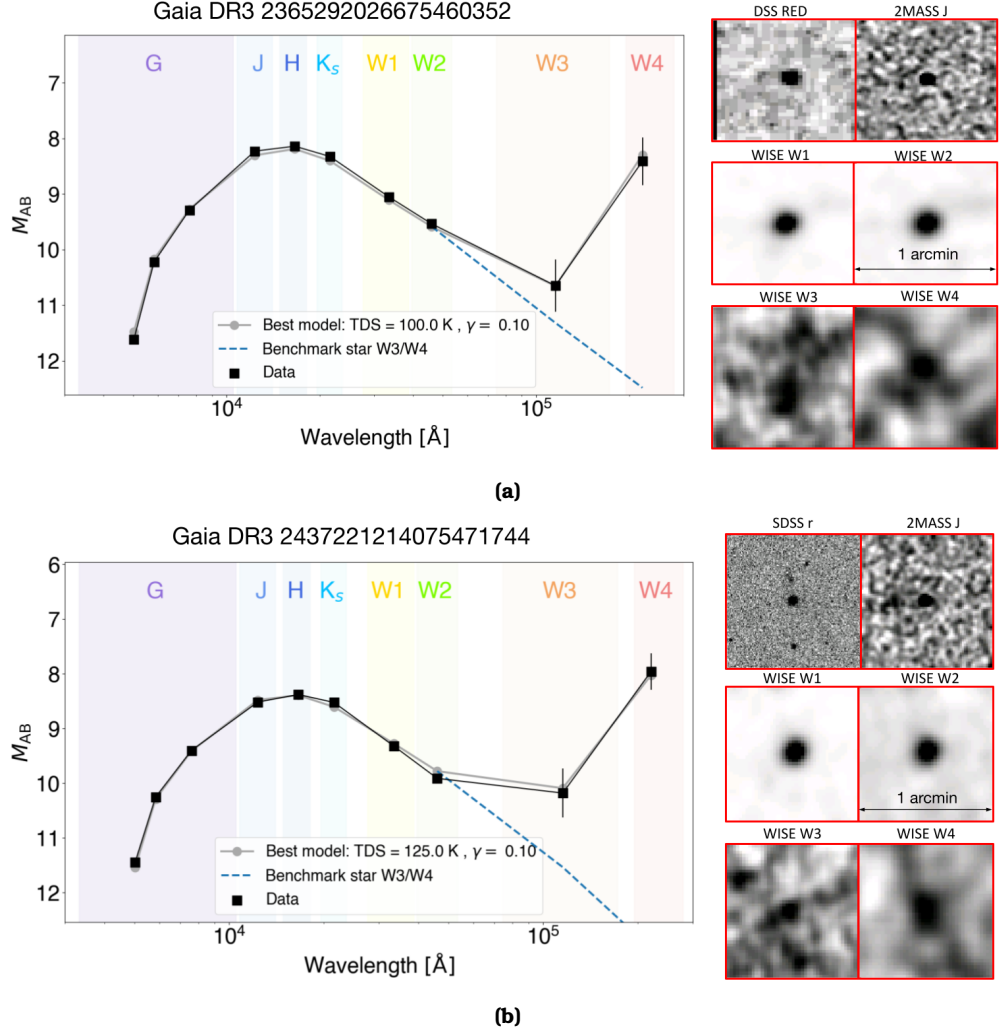 Gaia DR3 2365292026675460352
G J H Ks W1 W2 W3 W4
7
8
9
10
11
12
M_AB
Best model: TDS = 100.0 K , γ = 0.10
Benchmark star W3/W4
Data
10^4 10^5
Wavelength [Å]
DSS RED 2MASS J
WISE W1 WISE W2
1 arcmin
WISE W3 WISE W4
(a)
Gaia DR3 2437221214075471744
G J H Ks W1 W2 W3 W4
6
7
8
9
10
11
12
M_AB
Best model: TDS = 125.0 K , γ = 0.10
Benchmark star W3/W4
Data
10^4 10^5
Wavelength [Å]
SDSS r 2MASS J
WISE W1 WISE W2
1 arcmin
WISE W3 WISE W4
(b)